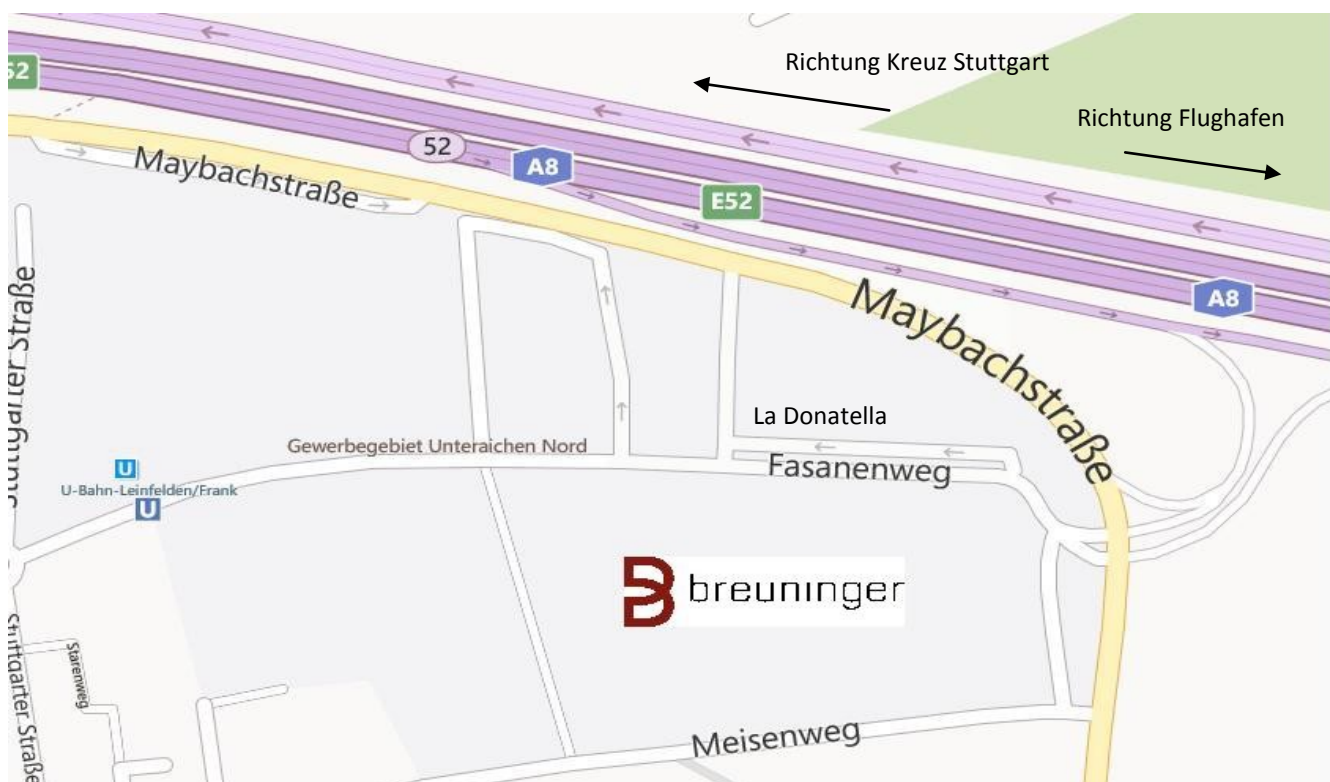 Richtung Kreuz Stuttgart
52
Richtung Flughafen
52
A8
Maybachstraße
E52
A8
Maybachstraße
Stuttgarter Straße
La Donatella
Gewerbegebiet Unteraichen Nord
Fasanenweg
U
U-Bahn-Leinfelden/Frank
U
B breuninger
Stuttgarter Straße
Starenweg
Meisenweg